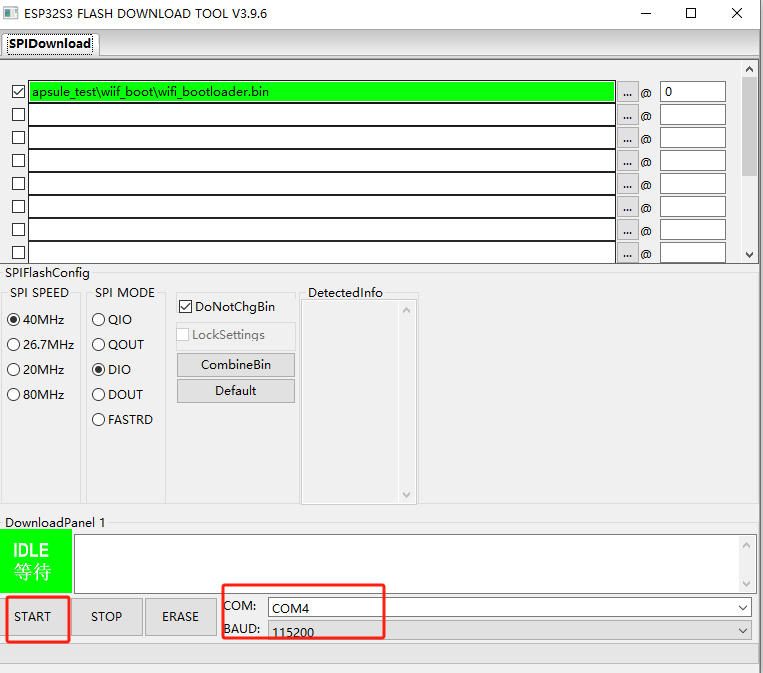 ESP32S3 FLASH DOWNLOAD TOOL V3.9.6
SPIDownload
apsule_test\wiif_boot\wifi_bootloader.bin ... @ 0
... @
... @
... @
... @
... @
... @
... @
SPIFlashConfig
SPI SPEED
40MHz
26.7MHz
20MHz
80MHz
SPI MODE
QIO
QOUT
DIO
DOUT
FASTRD
DoNotChgBin
LockSettings
CombineBin
Default
DetectedInfo
DownloadPanel 1
IDLE
等待
START STOP ERASE
COM: COM4
BAUD: 115200